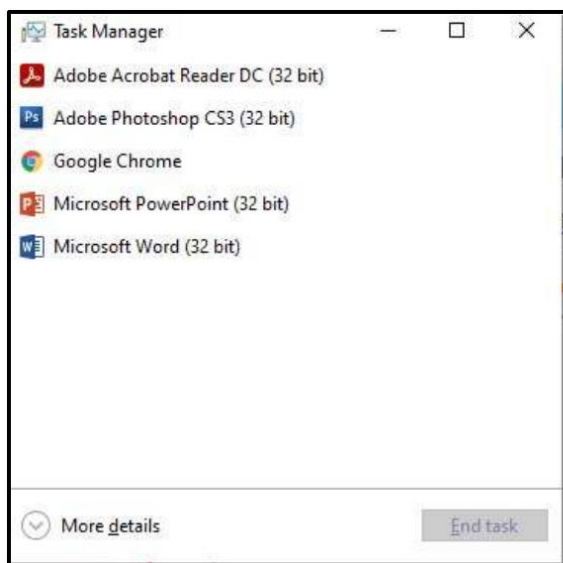 Task Manager
Adobe Acrobat Reader DC (32 bit)
Ps Adobe Photoshop CS3 (32 bit)
Google Chrome
Microsoft PowerPoint (32 bit)
Microsoft Word (32 bit)
More details
End task